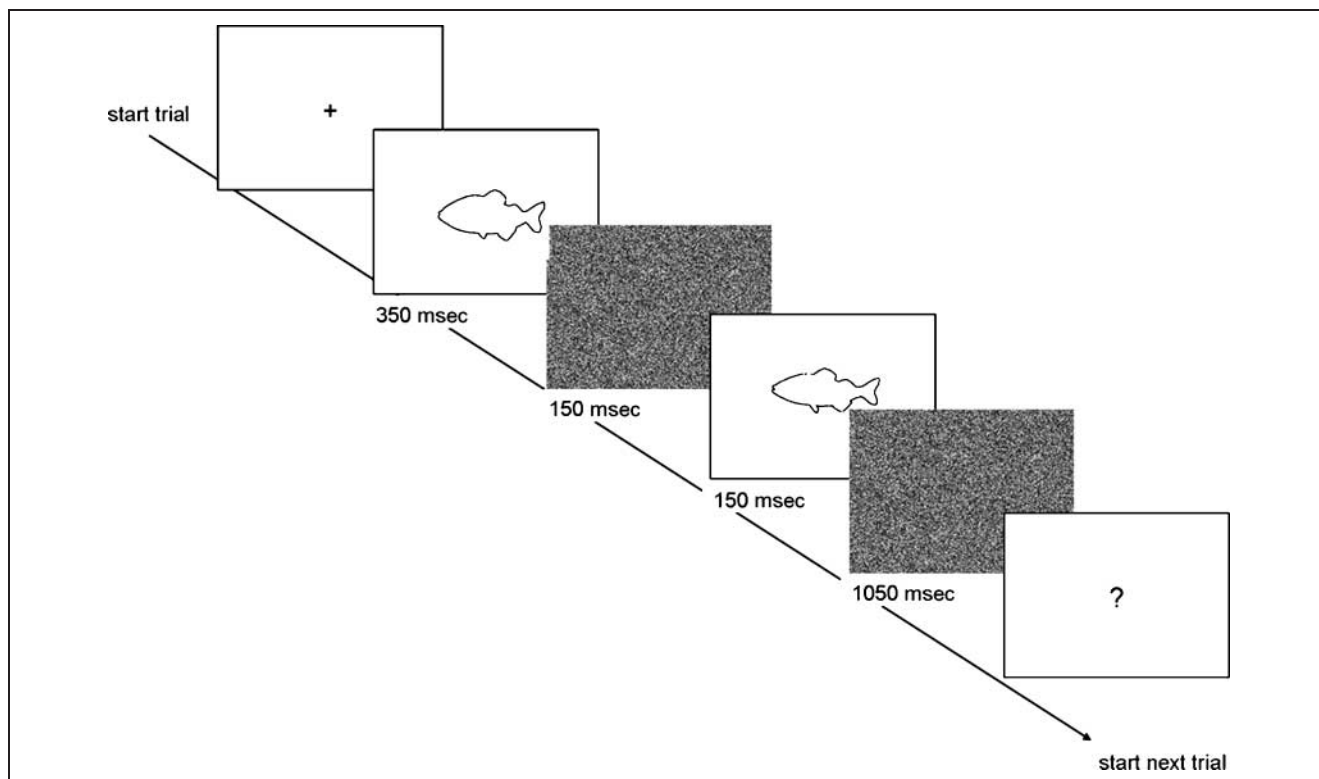 start trial
+
350 msec
150 msec
150 msec
1050 msec
?
start next trial